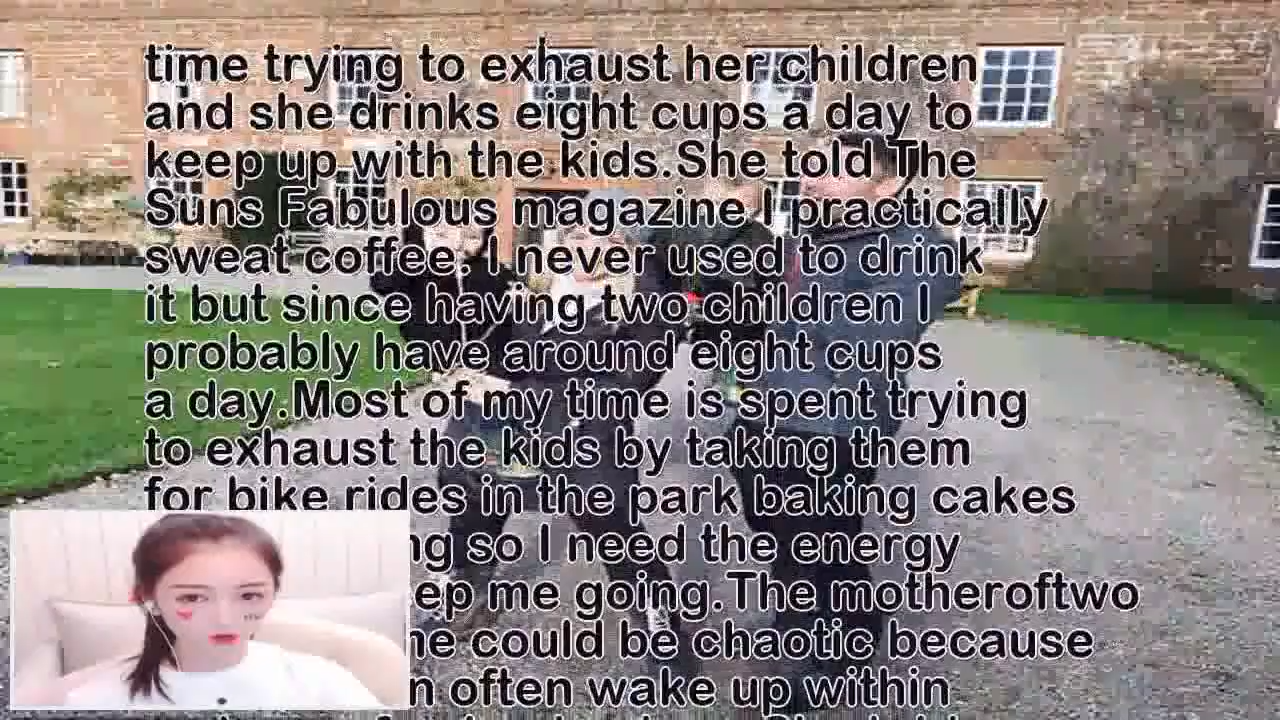 time trying to exhaust her children
and she drinks eight cups a day to
keep up with the kids.She told The
Suns Fabulous magazine I practically
sweat coffee. I never used to drink
it but since having two children I
probably have around eight cups
a day.Most of my time is spent trying
to exhaust the kids by taking them
for bike rides in the park baking cakes
so I need the energy
me going.The motheroftwo
could be chaotic because
often wake up within